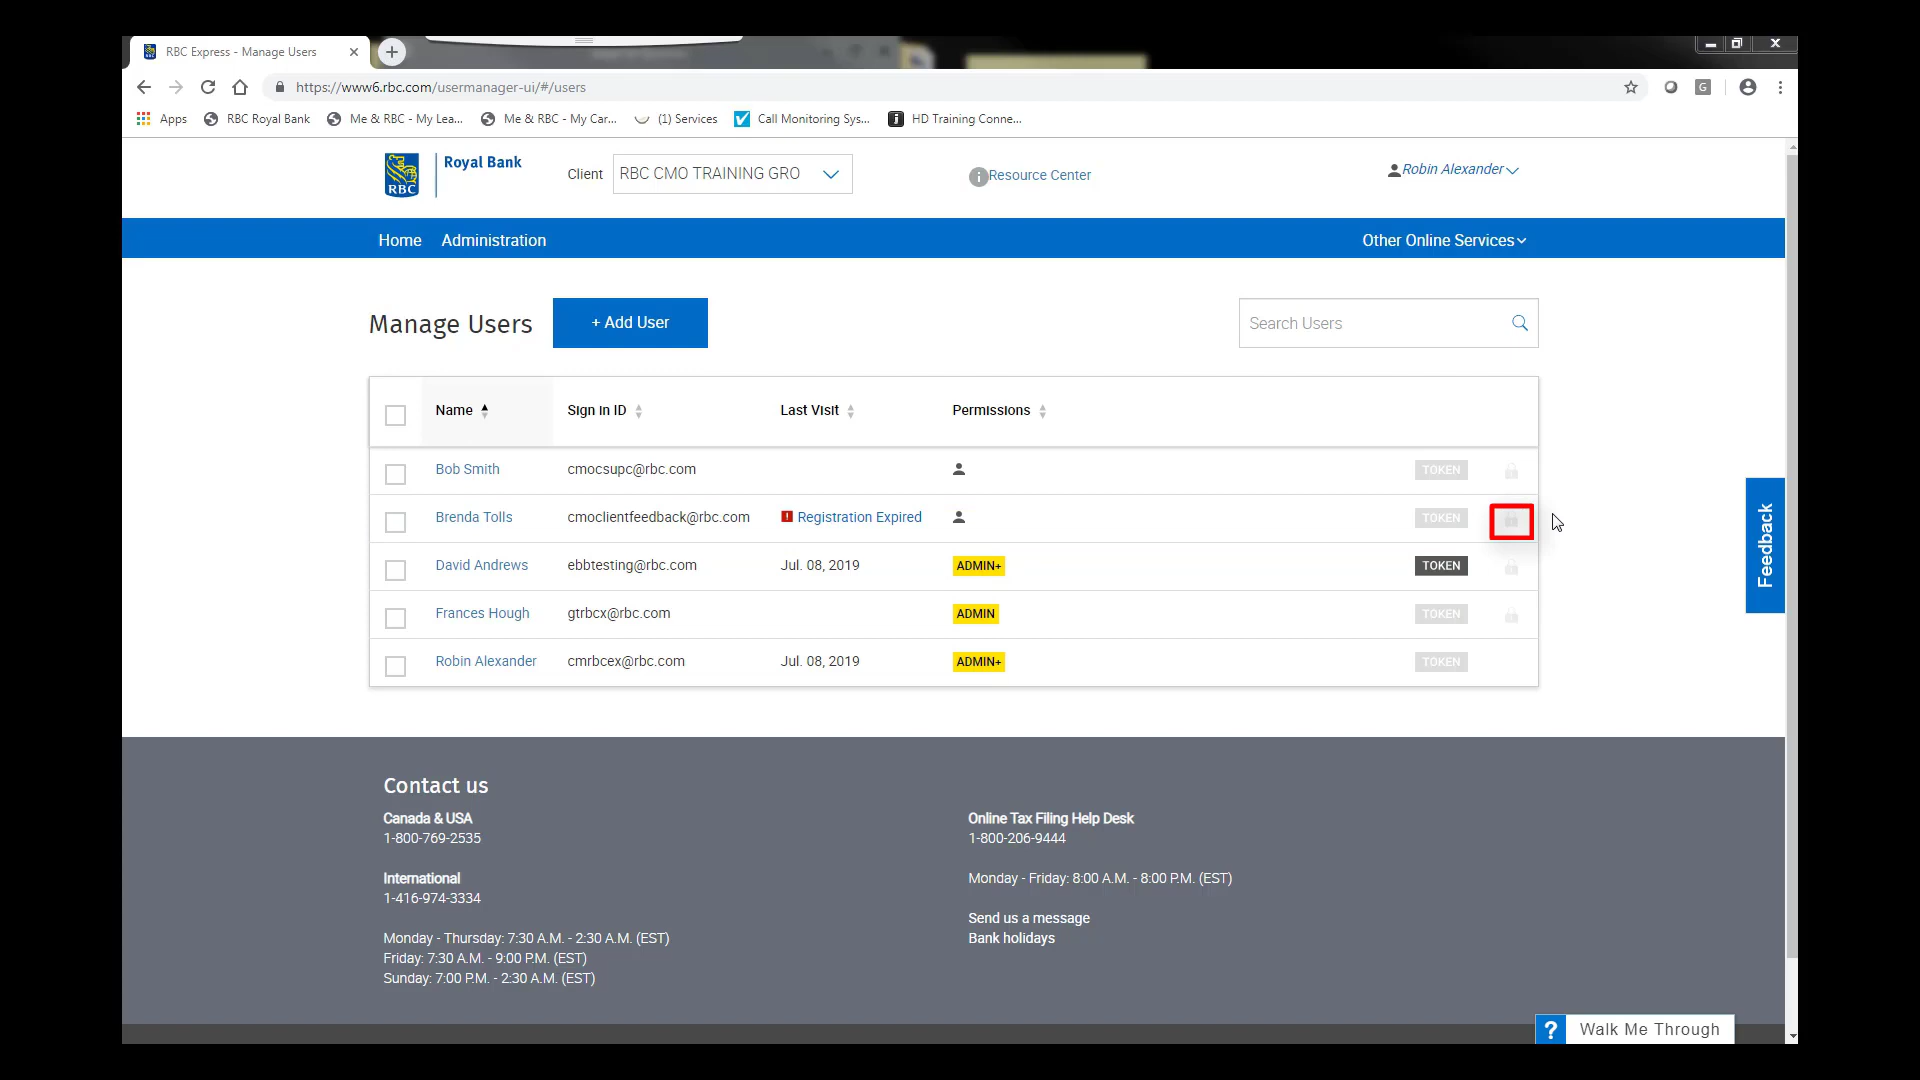 RBC Express - Manage Users
https://www6.rbc.com/usermanager-ui/#/users
Apps RBC Royal Bank Me & RBC - My Lea... Me & RBC - My Car... (1) Services Call Monitoring Sys... HD Training Conne...
RBC Royal Bank Client RBC CMO TRAINING GRO Resource Center Robin Alexander
Home Administration Other Online Services
Manage Users + Add User Search Users
Name Sign in ID Last Visit Permissions
Bob Smith cmocsupc@rbc.com TOKEN
Brenda Tolls cmoclientfeedback@rbc.com Registration Expired TOKEN
David Andrews ebbtesting@rbc.com Jul. 08, 2019 ADMIN+ TOKEN
Frances Hough gtrbcx@rbc.com ADMIN TOKEN
Robin Alexander cmrbcex@rbc.com Jul. 08, 2019 ADMIN+ TOKEN
Feedback
Contact us
Canada & USA
1-800-769-2535
International
1-416-974-3334
Monday - Thursday: 7:30 A.M. - 2:30 A.M. (EST)
Friday: 7:30 A.M. - 9:00 P.M. (EST)
Sunday: 7:00 P.M. - 2:30 A.M. (EST)
Online Tax Filing Help Desk
1-800-206-9444
Monday - Friday: 8:00 A.M. - 8:00 P.M. (EST)
Send us a message
Bank holidays
? Walk Me Through